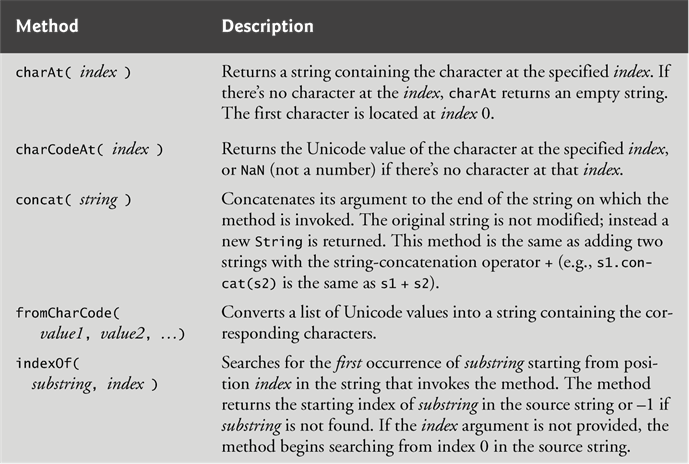 Method Description
charAt( index ) Returns a string containing the character at the specified index. If
there’s no character at the index, charAt returns an empty string.
The first character is located at index 0.
charCodeAt( index ) Returns the Unicode value of the character at the specified index,
or NaN (not a number) if there’s no character at that index.
concat( string ) Concatenates its argument to the end of the string on which the
method is invoked. The original string is not modified; instead a
new String is returned. This method is the same as adding two
strings with the string-concatenation operator + (e.g., s1.con-
cat(s2) is the same as s1 + s2).
fromCharCode( Converts a list of Unicode values into a string containing the cor-
value1, value2, …) responding characters.
indexOf( Searches for the first occurrence of substring starting from posi-
substring, index ) tion index in the string that invokes the method. The method
returns the starting index of substring in the source string or –1 if
substring is not found. If the index argument is not provided, the
method begins searching from index 0 in the source string.